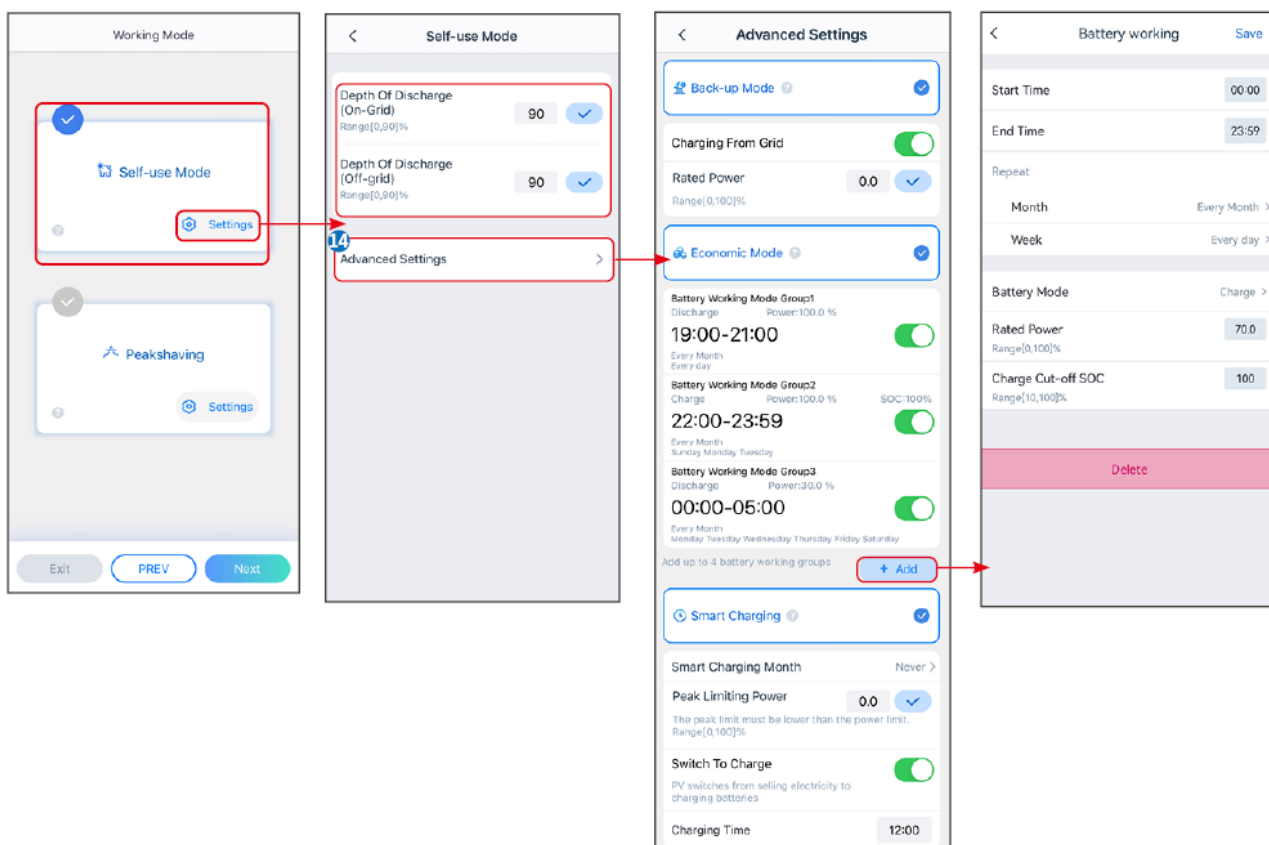 Working Mode
Self-use Mode
Settings
Peakshaving
Settings
Exit
PREV
Next
Self-use Mode
Depth Of Discharge
(On-Grid)
90
Range[0,90]%
Depth Of Discharge
(Off-grid)
90
Range[0,90]%
14
Advanced Settings
Advanced Settings
Back-up Mode
Charging From Grid
Rated Power
0.0
Range[0,100]%
Economic Mode
Battery Working Mode Group1
Discharge Power:100.0 %
19:00-21:00
Every Month
Every day
Battery Working Mode Group2
Charge Power:100.0 % SOC:100%
22:00-23:59
Every Month
Sunday Monday Tuesday
Battery Working Mode Group3
Discharge Power:30.0 %
00:00-05:00
Every Month
Monday Tuesday Wednesday Thursday Friday Saturday
Add up to 4 battery working groups
+ Add
Smart Charging
Smart Charging Month Never
Peak Limiting Power
0.0
The peak limit must be lower than the power limit.
Range[0,100]%
Switch To Charge
PV switches from selling electricity to
charging batteries
Charging Time 12:00
Battery working Save
Start Time 00:00
End Time 23:59
Repeat
Month Every Month
Week Every day
Battery Mode Charge
Rated Power 70.0
Range[0,100]%
Charge Cut-off SOC 100
Range[10,100]%
Delete